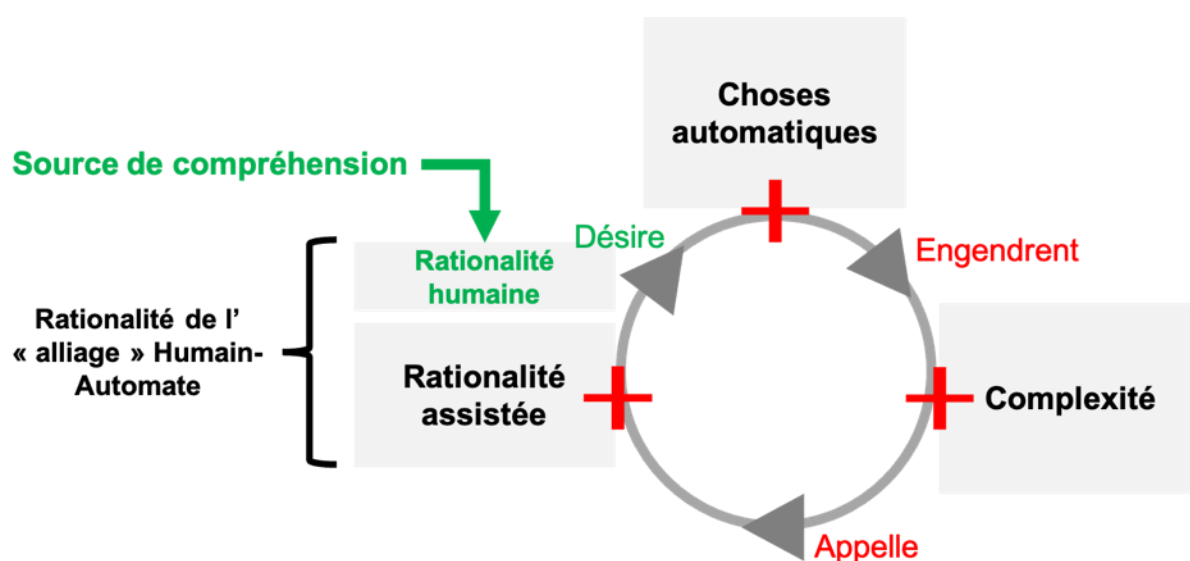 Choses
automatiques
Source de compréhension
Désire
Engendrent
Rationalité
humaine
Rationalité de l’
« alliage » Humain-
Automate
Rationalité
assistée
Complexité
Appelle